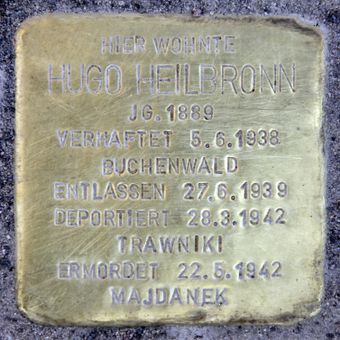 HIER WOHNTE
HUGO HEILBRONN
JG. 1889
VERHAFTET 5.6.1938
BUCHENWALD
ENTLASSEN 27.6.1939
DEPORTIERT 28.3.1942
TRAWNIKI
ERMORDET 22.5.1942
MAJDANEK